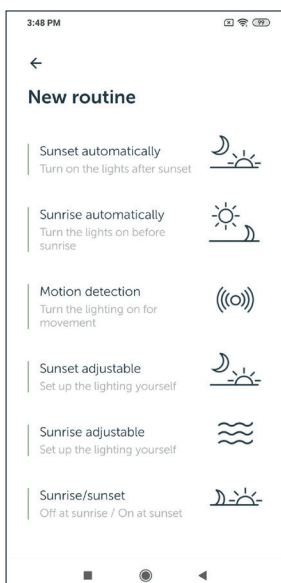 3:48 PM
99
New routine
Sunset automatically
Turn on the lights after sunset
Sunrise automatically
Turn the lights on before
sunrise
Motion detection
Turn the lighting on for
movement
Sunset adjustable
Set up the lighting yourself
Sunrise adjustable
Set up the lighting yourself
Sunrise/sunset
Off at sunrise / On at sunset